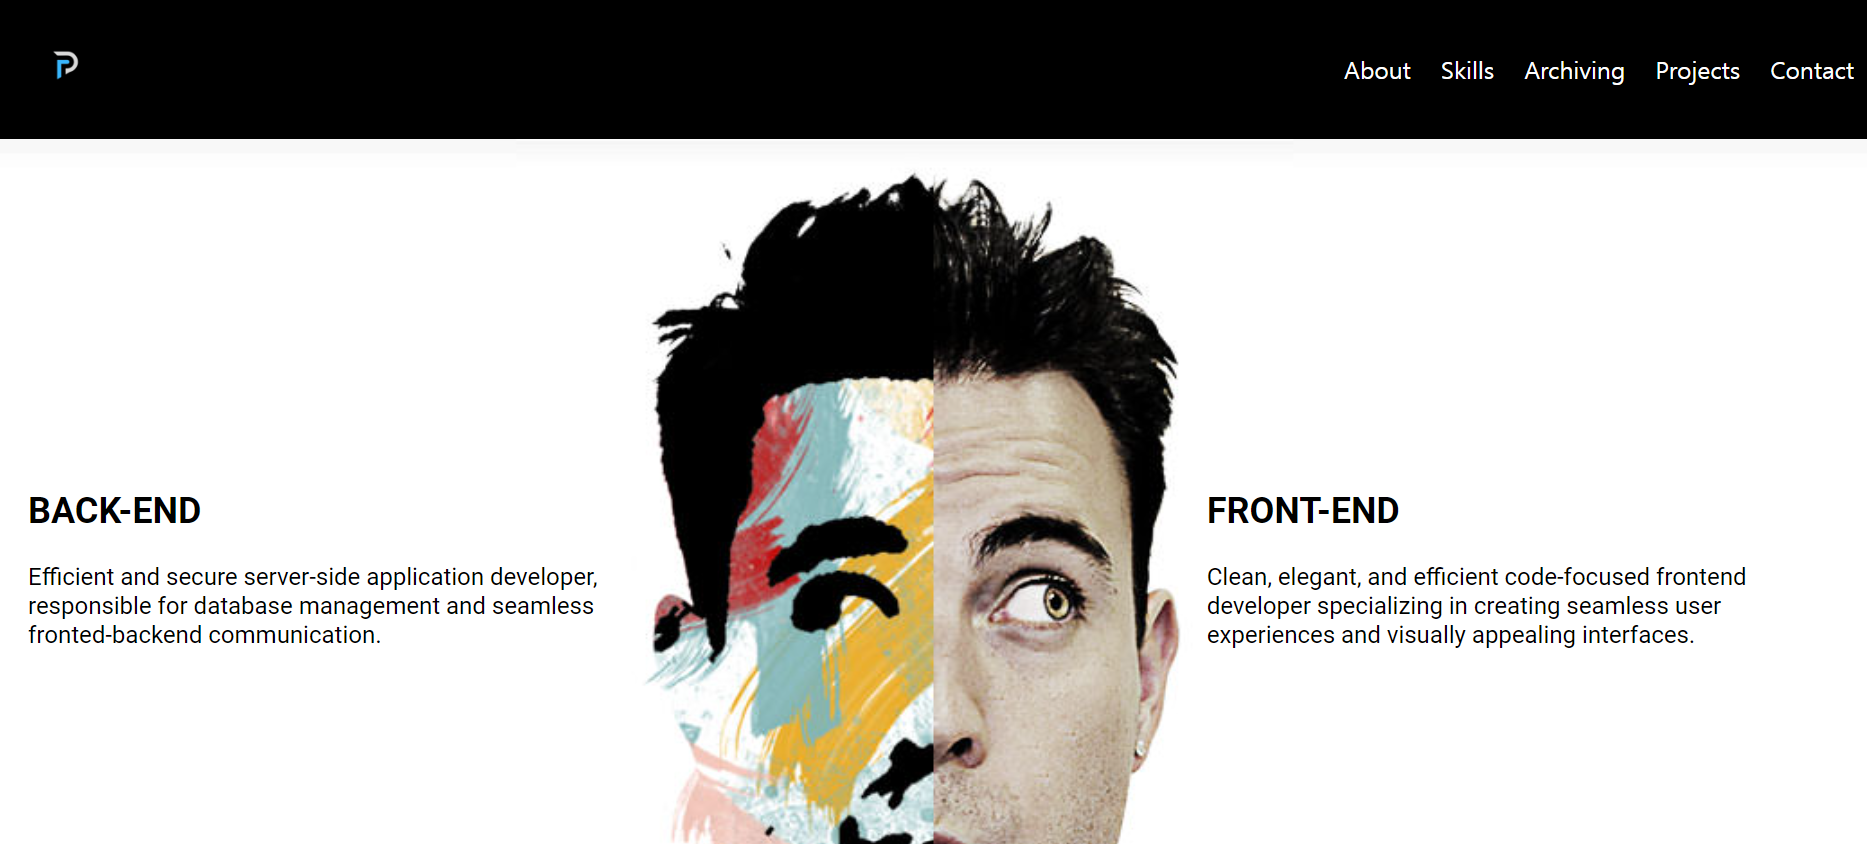 About Skills Archiving Projects Contact
BACK-END
Efficient and secure server-side application developer,
responsible for database management and seamless
fronted-backend communication.
FRONT-END
Clean, elegant, and efficient code-focused frontend
developer specializing in creating seamless user
experiences and visually appealing interfaces.